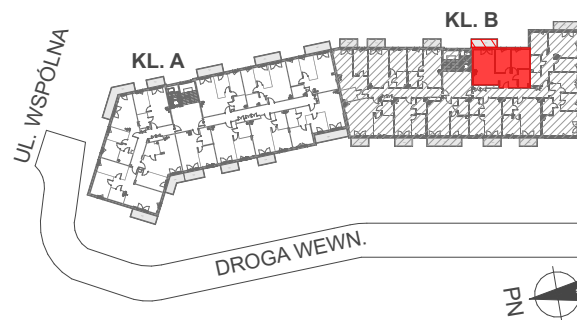 KL. B
KL. A
UL. WSPÓLNA
DROGA WEWN.
PN